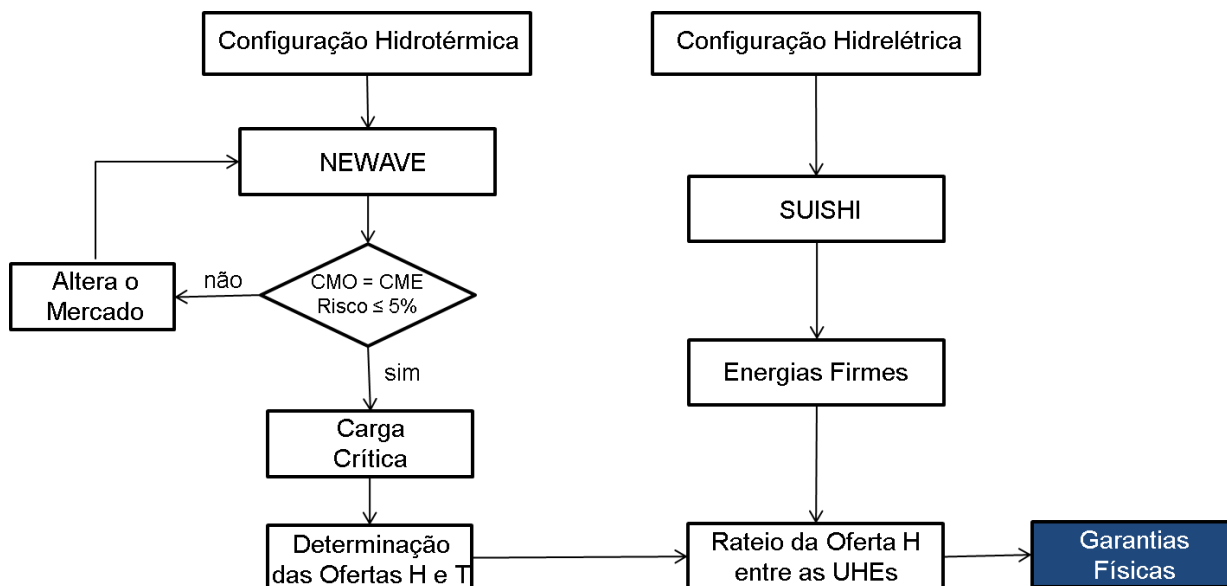 Configuração Hidrotérmica
Configuração Hidrelétrica
NEWAVE
SUISHI
Altera o
Mercado
não
CMO = CME
Risco ≤ 5%
sim
Energias Firmes
Carga
Crítica
Determinação
das Ofertas H e T
Rateio da Oferta H
entre as UHEs
Garantias
Físicas